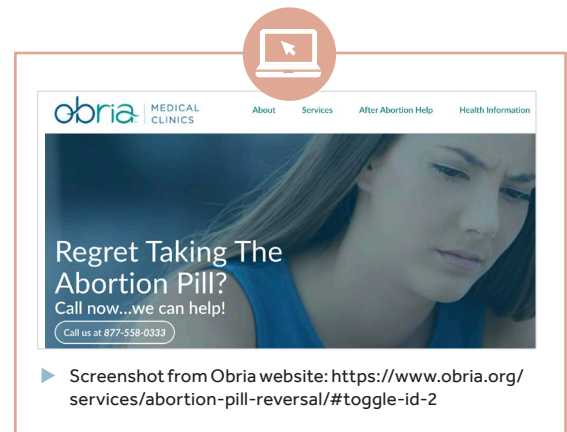 obria MEDICAL CLINICS
About Services After Abortion Help Health Information
Regret Taking The
Abortion Pill?
Call now...we can help!
Call us at 877-558-0333
Screenshot from Obria website: https://www.obria.org/
services/abortion-pill-reversal/#toggle-id-2